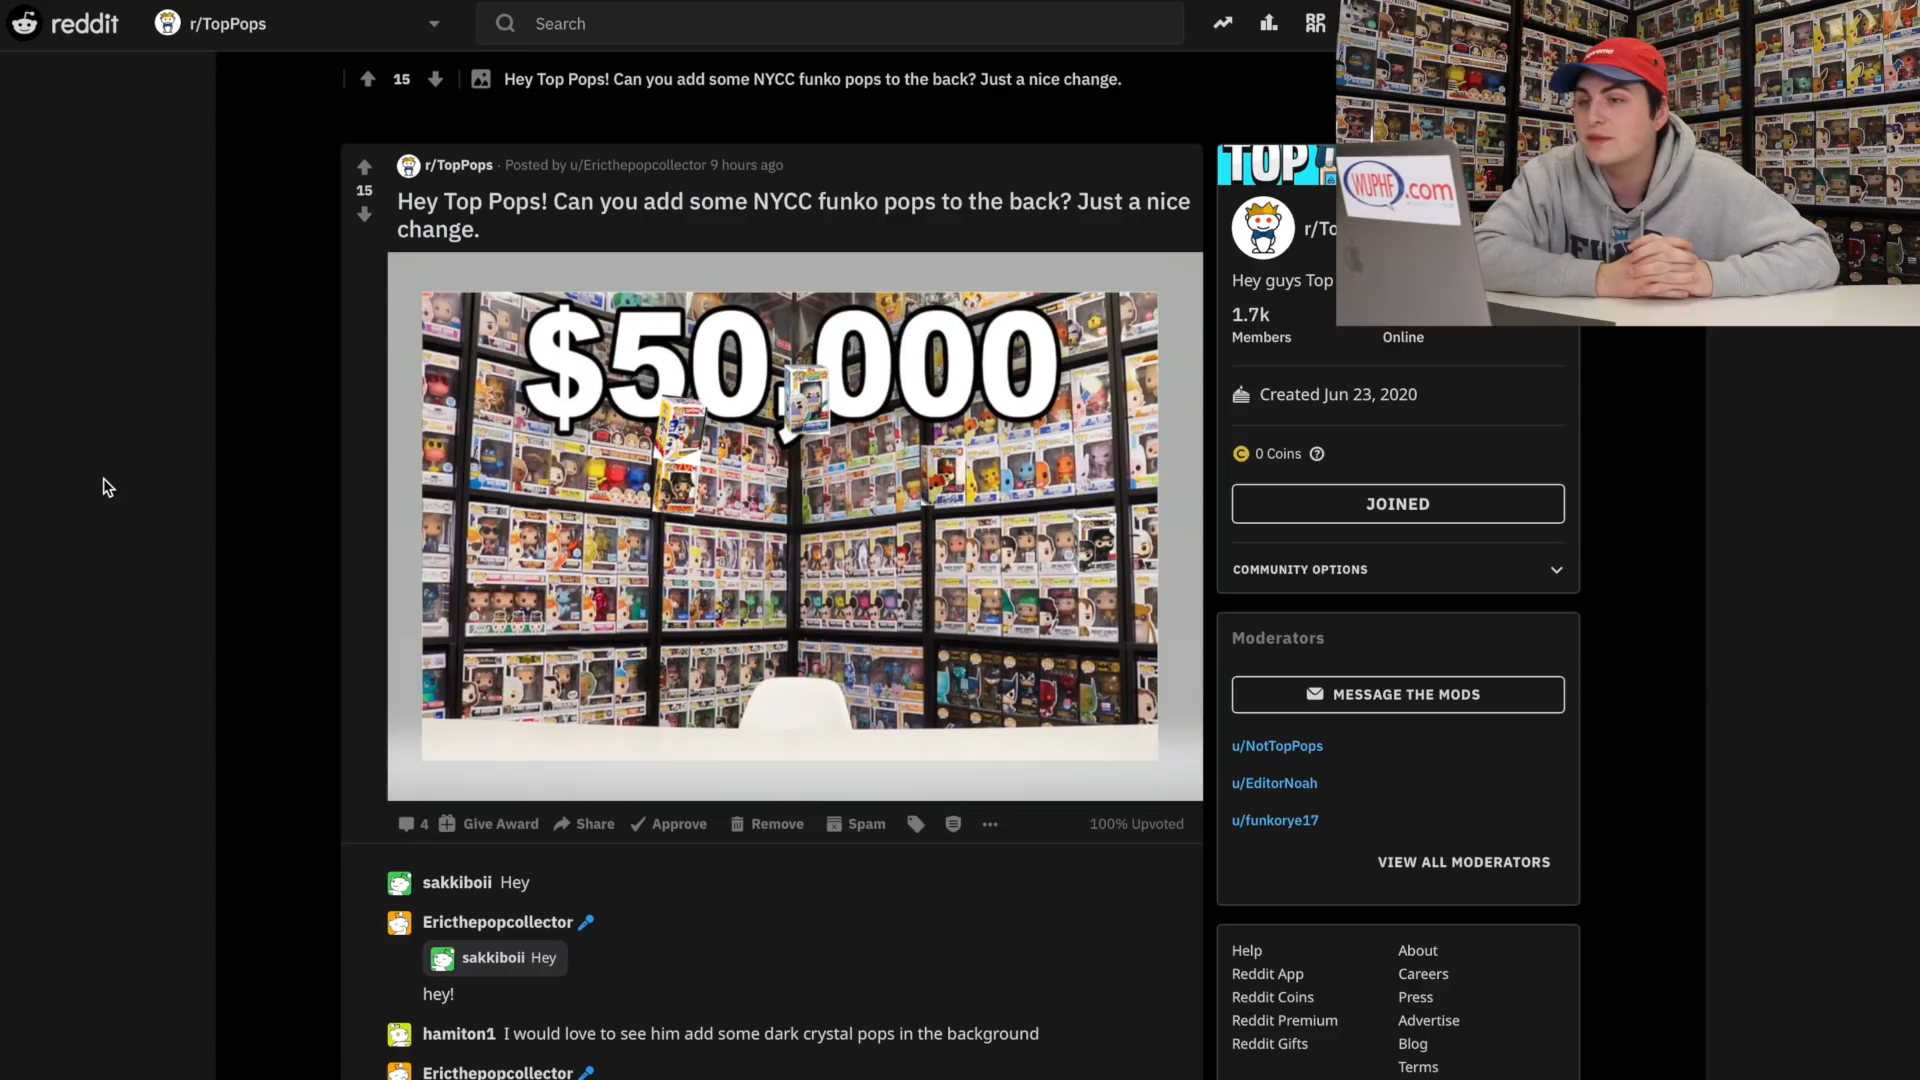 reddit
r/TopPops
Search
15
Hey Top Pops! Can you add some NYCC funko pops to the back? Just a nice change.
r/TopPops · Posted by u/Ericthepopcollector 9 hours ago
15
Hey Top Pops! Can you add some NYCC funko pops to the back? Just a nice
change.
$50,000
4
Give Award
Share
Approve
Remove
Spam
100% Upvoted
sakkiboii Hey
Ericthepopcollector
sakkiboii Hey
hey!
hamiton1 I would love to see him add some dark crystal pops in the background
Ericthepopcollector
Supreme
WUPHF.com
TOP
r/To
Hey guys Top
1.7k
Members
Online
Created Jun 23, 2020
0 Coins
JOINED
COMMUNITY OPTIONS
Moderators
MESSAGE THE MODS
u/NotTopPops
u/EditorNoah
u/funkorye17
VIEW ALL MODERATORS
Help
About
Reddit App
Careers
Reddit Coins
Press
Reddit Premium
Advertise
Reddit Gifts
Blog
Terms